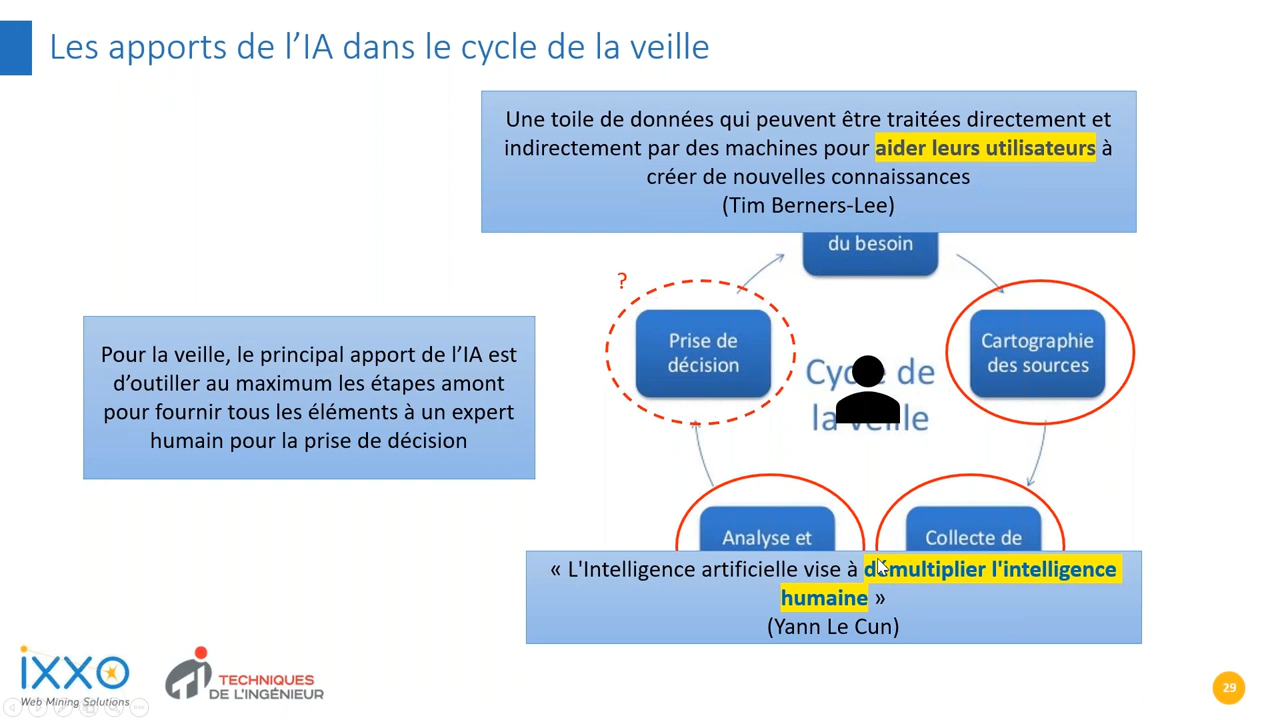 Les apports de l’IA dans le cycle de la veille
Une toile de données qui peuvent être traitées directement et
indirectement par des machines pour aider leurs utilisateurs à
créer de nouvelles connaissances
(Tim Berners-Lee)
du besoin
?
Prise de
décision
Cartographie
des sources
Cycle de
la veille
Pour la veille, le principal apport de l’IA est
d’outiller au maximum les étapes amont
pour fournir tous les éléments à un expert
humain pour la prise de décision
Analyse et
Collecte de
« L'Intelligence artificielle vise à démultiplier l'intelligence
humaine »
(Yann Le Cun)
ixxo
Web Mining Solutions
TECHNIQUES
DE L'INGÉNIEUR
29